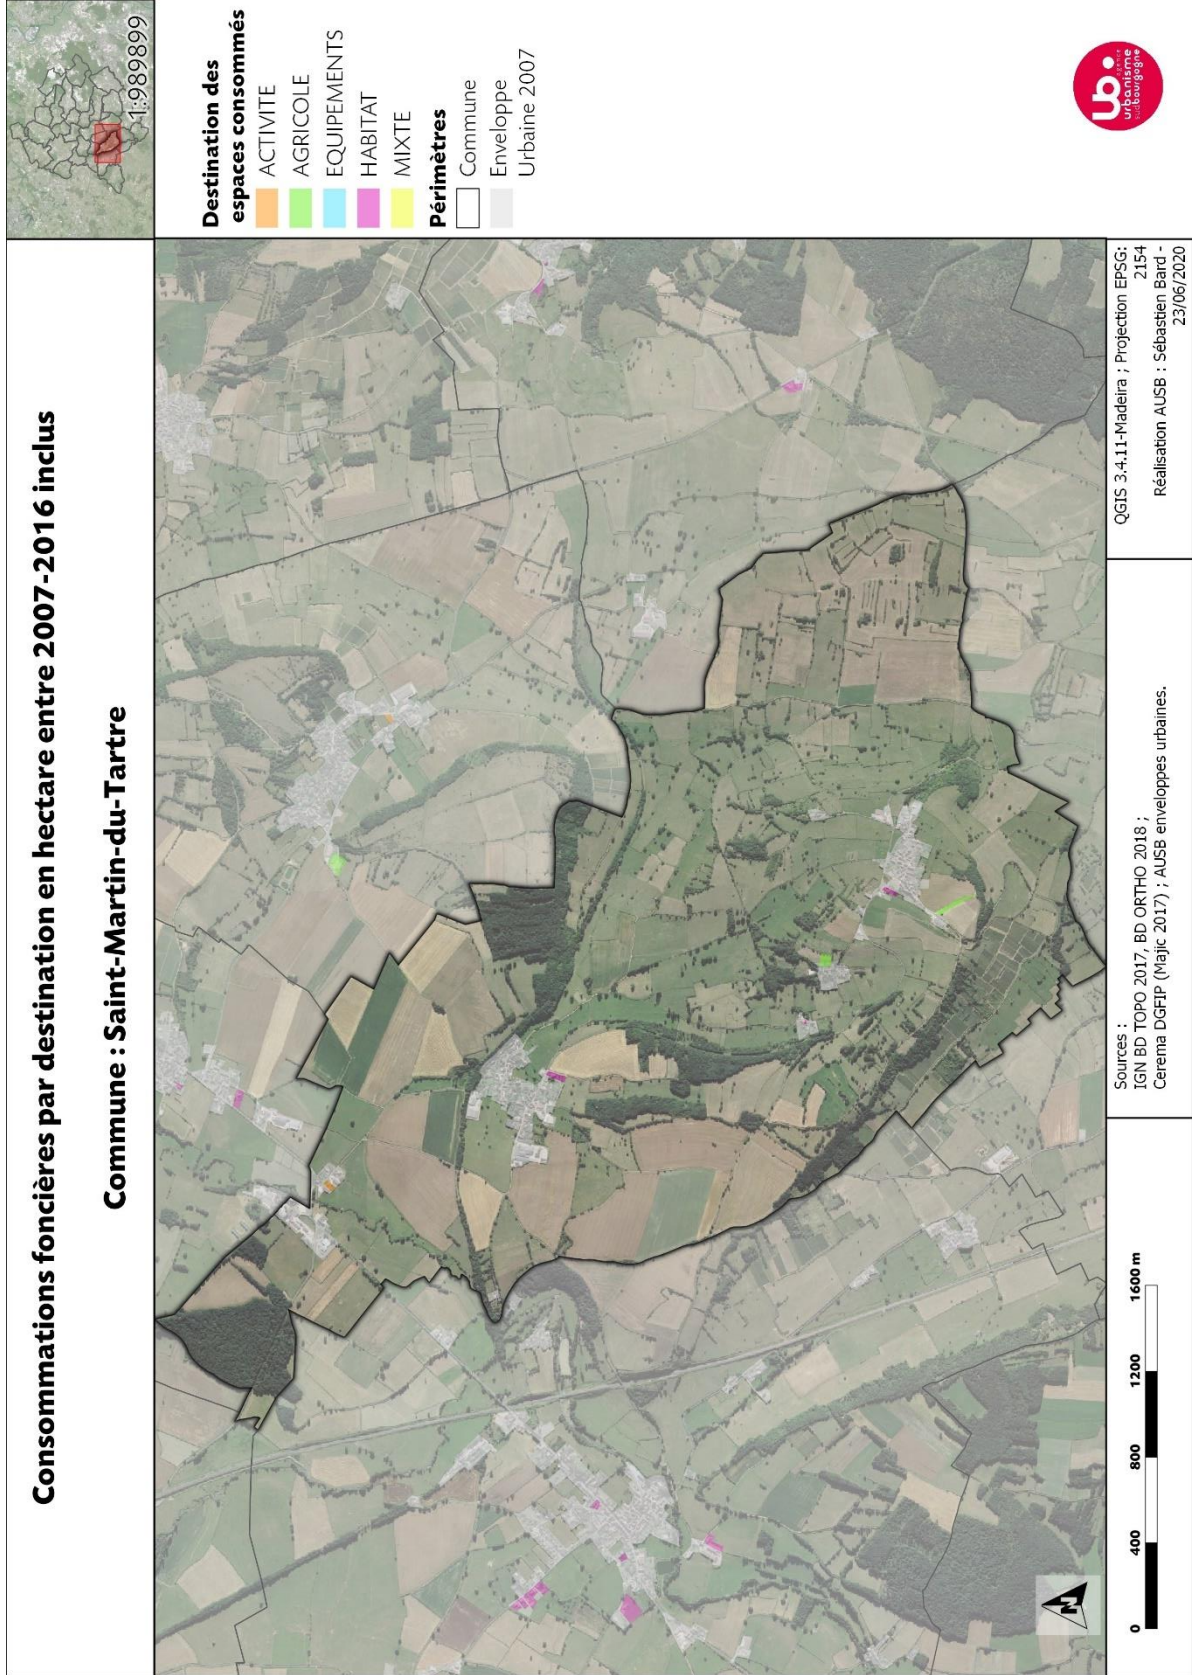 Consommations foncières par destination en hectare entre 2007-2016 inclus
Commune : Saint-Martin-du-Tartre
1:989899
Destination des
espaces consommés
ACTIVITE
AGRICOLE
EQUIPEMENTS
HABITAT
MIXTE
Périmètres
Commune
Enveloppe
Urbaine 2007
N
0 400 800 1200 1600 m
Sources :
IGN BD TOPO 2017, BD ORTHO 2018 ;
Cerema DGFIP (Majic 2017) ; AUSB enveloppes urbaines.
QGIS 3.4.11-Madeira ; Projection EPSG:
2154
Réalisation AUSB : Sébastien Bard -
23/06/2020
ub.
agence
urbanisme
sudbourgogne